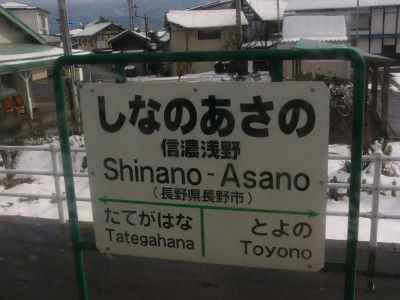 しなのあさの
信濃浅野
Shinano-Asano
(長野県長野市)
たてがはな とよの
Tategahana Toyono